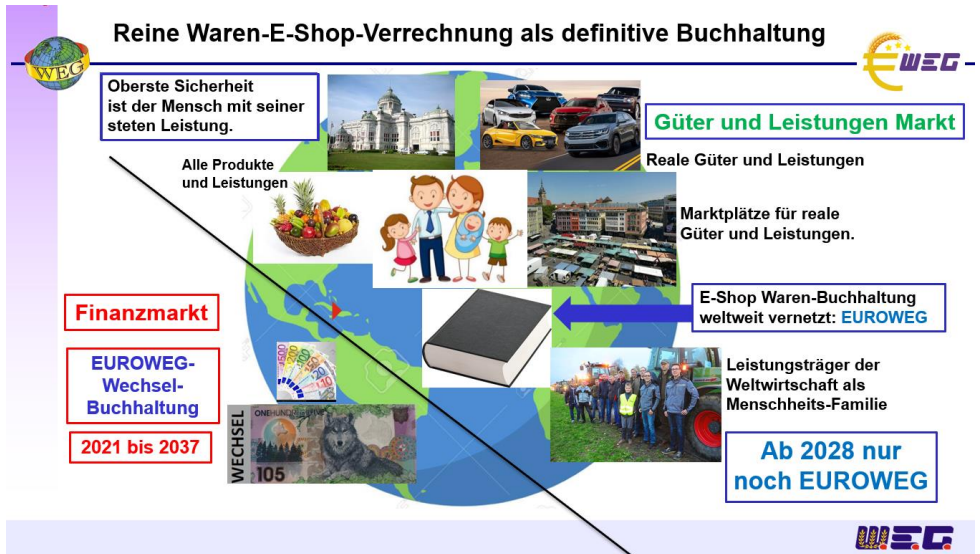 Reine Waren-E-Shop-Verrechnung als definitive Buchhaltung
WEG
€WEG
Oberste Sicherheit
ist der Mensch mit seiner
steten Leistung.
Güter und Leistungen Markt
Alle Produkte
und Leistungen
Reale Güter und Leistungen
Marktplätze für reale
Güter und Leistungen.
Finanzmarkt
E-Shop Waren-Buchhaltung
weltweit vernetzt: EUROWEG
EUROWEG-
Wechsel-
Buchhaltung
Leistungsträger der
Weltwirtschaft als
Menschheits-Familie
2021 bis 2037
WECHSEL
105
Ab 2028 nur
noch EUROWEG
W.E.G.